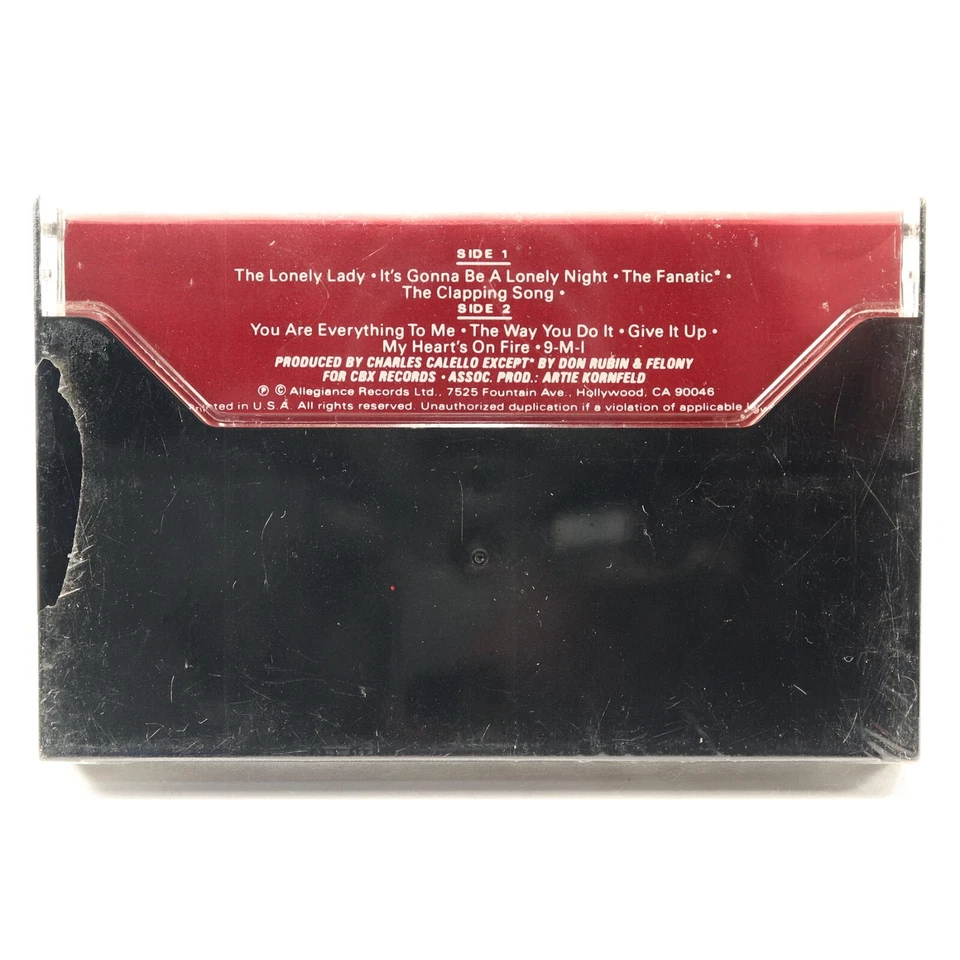 SIDE 1
The Lonely Lady • It's Gonna Be A Lonely Night • The Fanatic* •
The Clapping Song •
SIDE 2
You Are Everything To Me • The Way You Do It • Give It Up •
My Heart's On Fire • 9-M-I
PRODUCED BY CHARLES CALELLO EXCEPT* BY DON RUBIN & FELONY
FOR CBX RECORDS • ASSOC. PROD.: ARTIE KORNFELD
℗ © Allegiance Records Ltd., 7525 Fountain Ave., Hollywood, CA 90046
Printed in U.S.A. All rights reserved. Unauthorized duplication if a violation of applicable